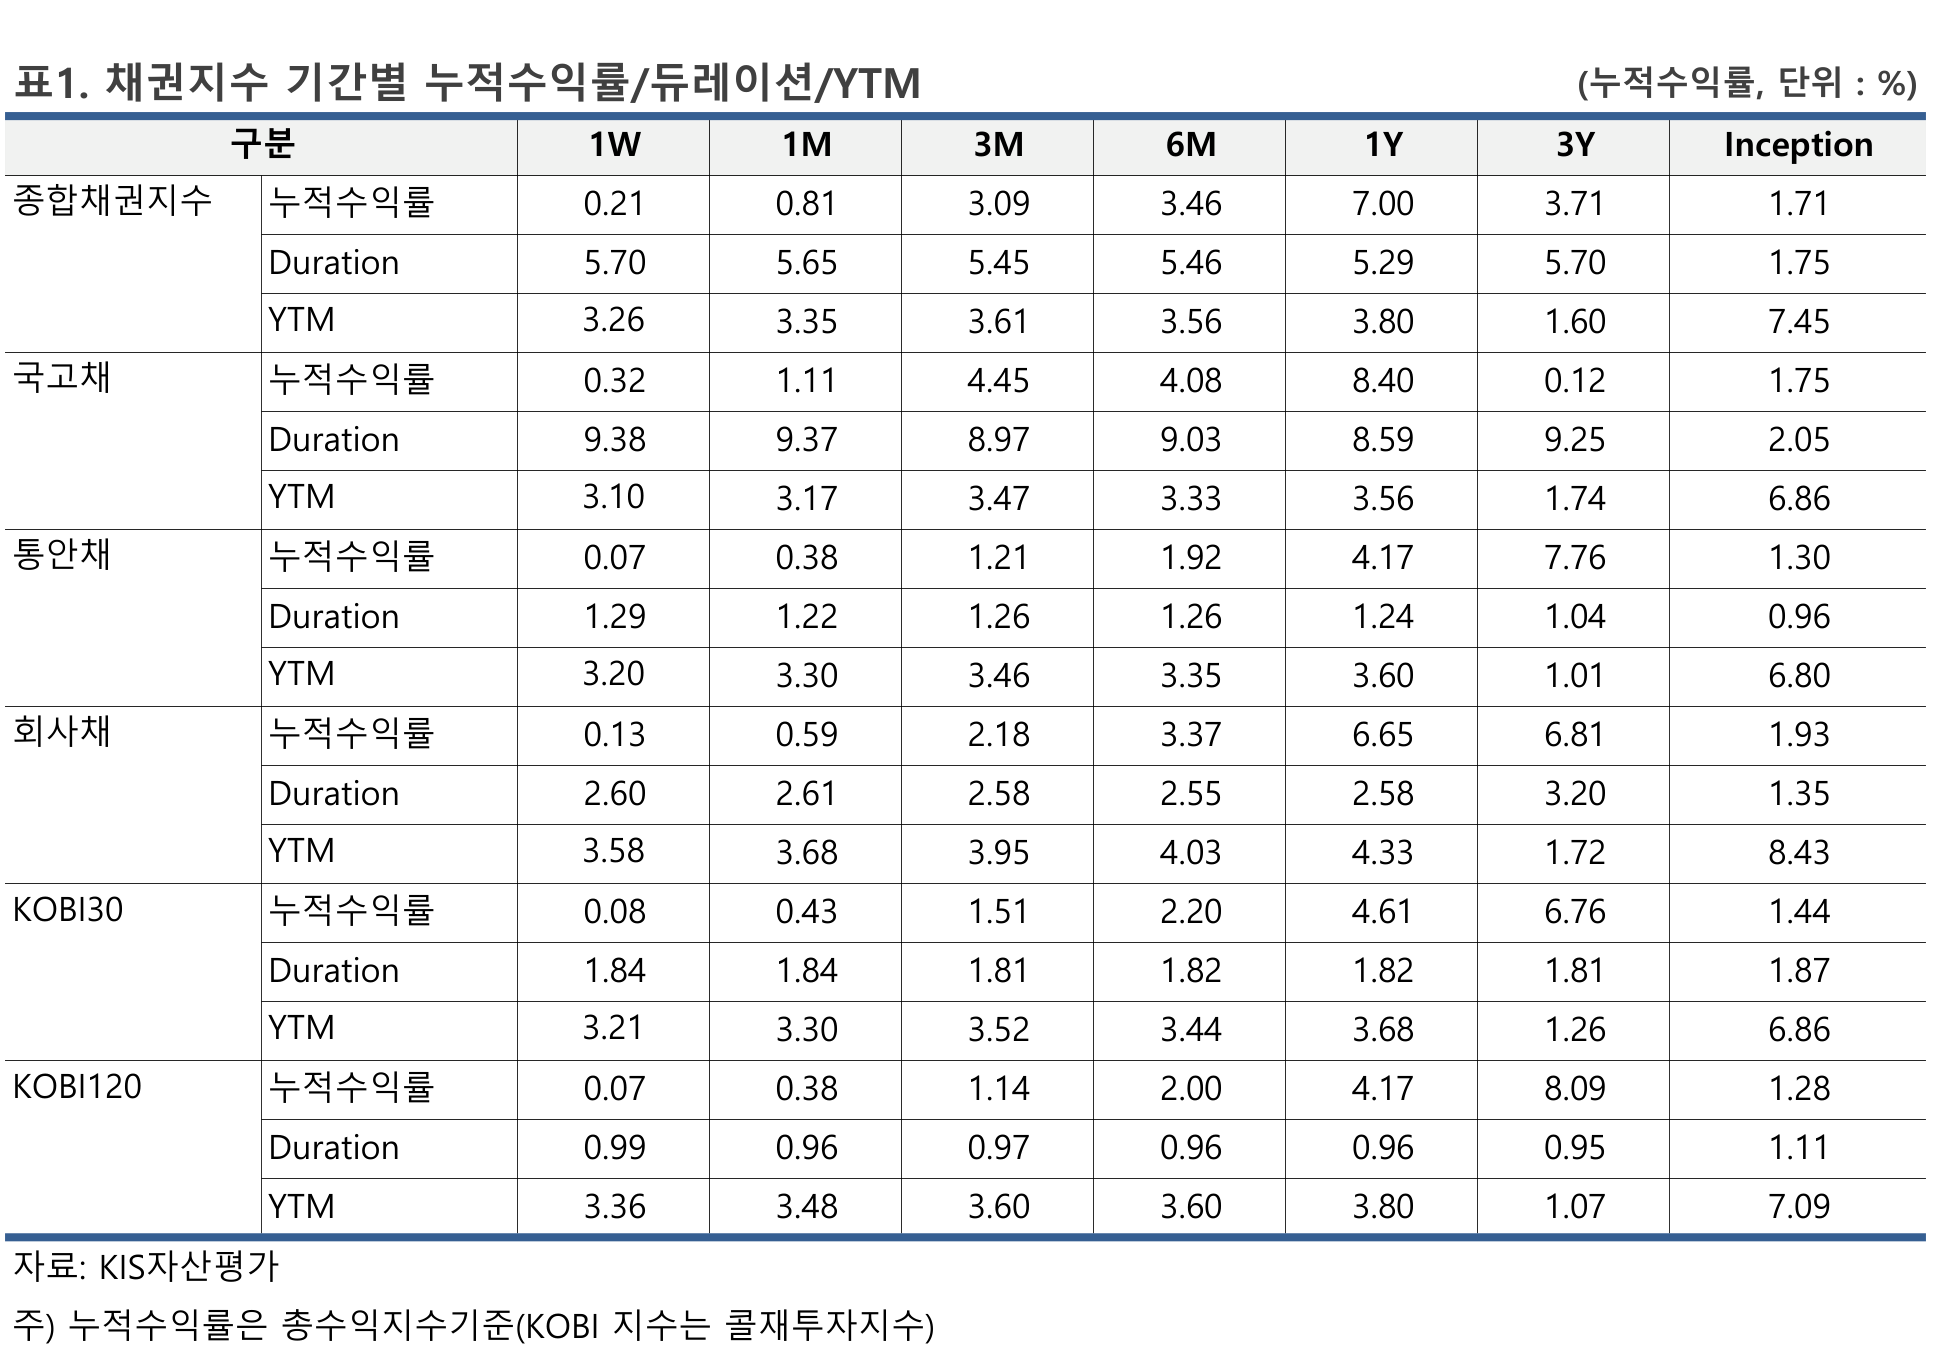 표1. 채권지수 기간별 누적수익률/듀레이션/YTM (누적수익률, 단위 : %)
구분 1W 1M 3M 6M 1Y 3Y Inception
종합채권지수 누적수익률 0.21 0.81 3.09 3.46 7.00 3.71 1.71
Duration 5.70 5.65 5.45 5.46 5.29 5.70 1.75
YTM 3.26 3.35 3.61 3.56 3.80 1.60 7.45
국고채 누적수익률 0.32 1.11 4.45 4.08 8.40 0.12 1.75
Duration 9.38 9.37 8.97 9.03 8.59 9.25 2.05
YTM 3.10 3.17 3.47 3.33 3.56 1.74 6.86
통안채 누적수익률 0.07 0.38 1.21 1.92 4.17 7.76 1.30
Duration 1.29 1.22 1.26 1.26 1.24 1.04 0.96
YTM 3.20 3.30 3.46 3.35 3.60 1.01 6.80
회사채 누적수익률 0.13 0.59 2.18 3.37 6.65 6.81 1.93
Duration 2.60 2.61 2.58 2.55 2.58 3.20 1.35
YTM 3.58 3.68 3.95 4.03 4.33 1.72 8.43
KOBI30 누적수익률 0.08 0.43 1.51 2.20 4.61 6.76 1.44
Duration 1.84 1.84 1.81 1.82 1.82 1.81 1.87
YTM 3.21 3.30 3.52 3.44 3.68 1.26 6.86
KOBI120 누적수익률 0.07 0.38 1.14 2.00 4.17 8.09 1.28
Duration 0.99 0.96 0.97 0.96 0.96 0.95 1.11
YTM 3.36 3.48 3.60 3.60 3.80 1.07 7.09
자료: KIS자산평가
주) 누적수익률은 총수익지수기준(KOBI 지수는 콜재투자지수)